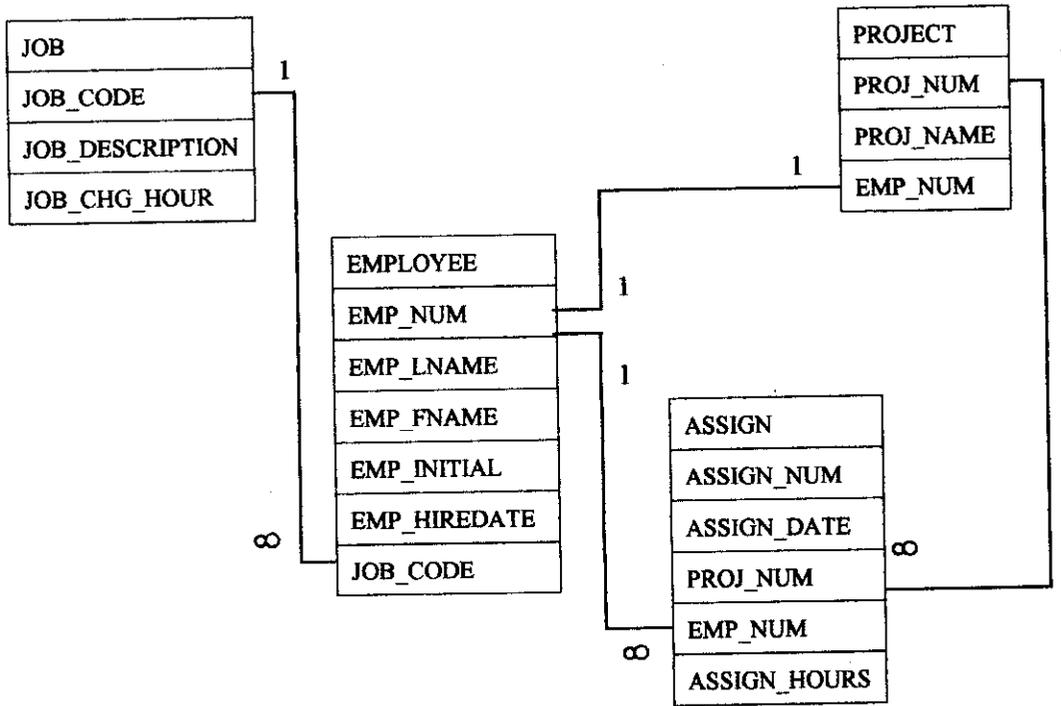 JOB
JOB_CODE
JOB_DESCRIPTION
JOB_CHG_HOUR
1
PROJECT
PROJ_NUM
PROJ_NAME
EMP_NUM
1
EMPLOYEE
EMP_NUM
EMP_LNAME
EMP_FNAME
EMP_INITIAL
EMP_HIREDATE
JOB_CODE
1
1
∞
ASSIGN
ASSIGN_NUM
ASSIGN_DATE
PROJ_NUM
EMP_NUM
ASSIGN_HOURS
∞
∞